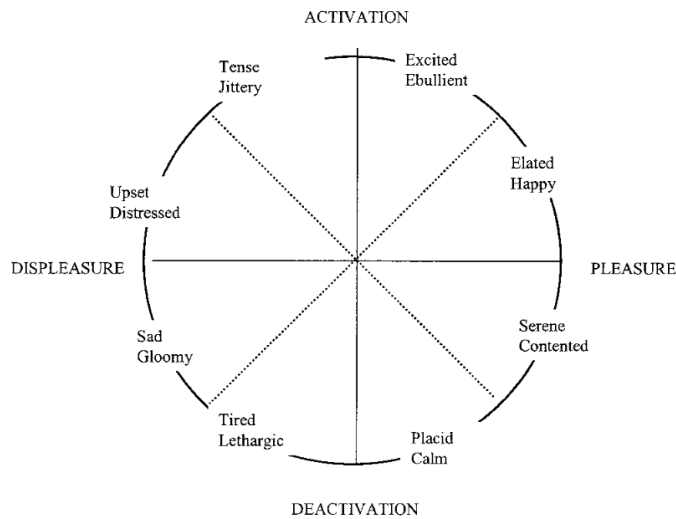 ACTIVATION
Tense
Jittery
Excited
Ebullient
Elated
Happy
Upset
Distressed
DISPLEASURE
PLEASURE
Serene
Contented
Sad
Gloomy
Tired
Lethargic
Placid
Calm
DEACTIVATION